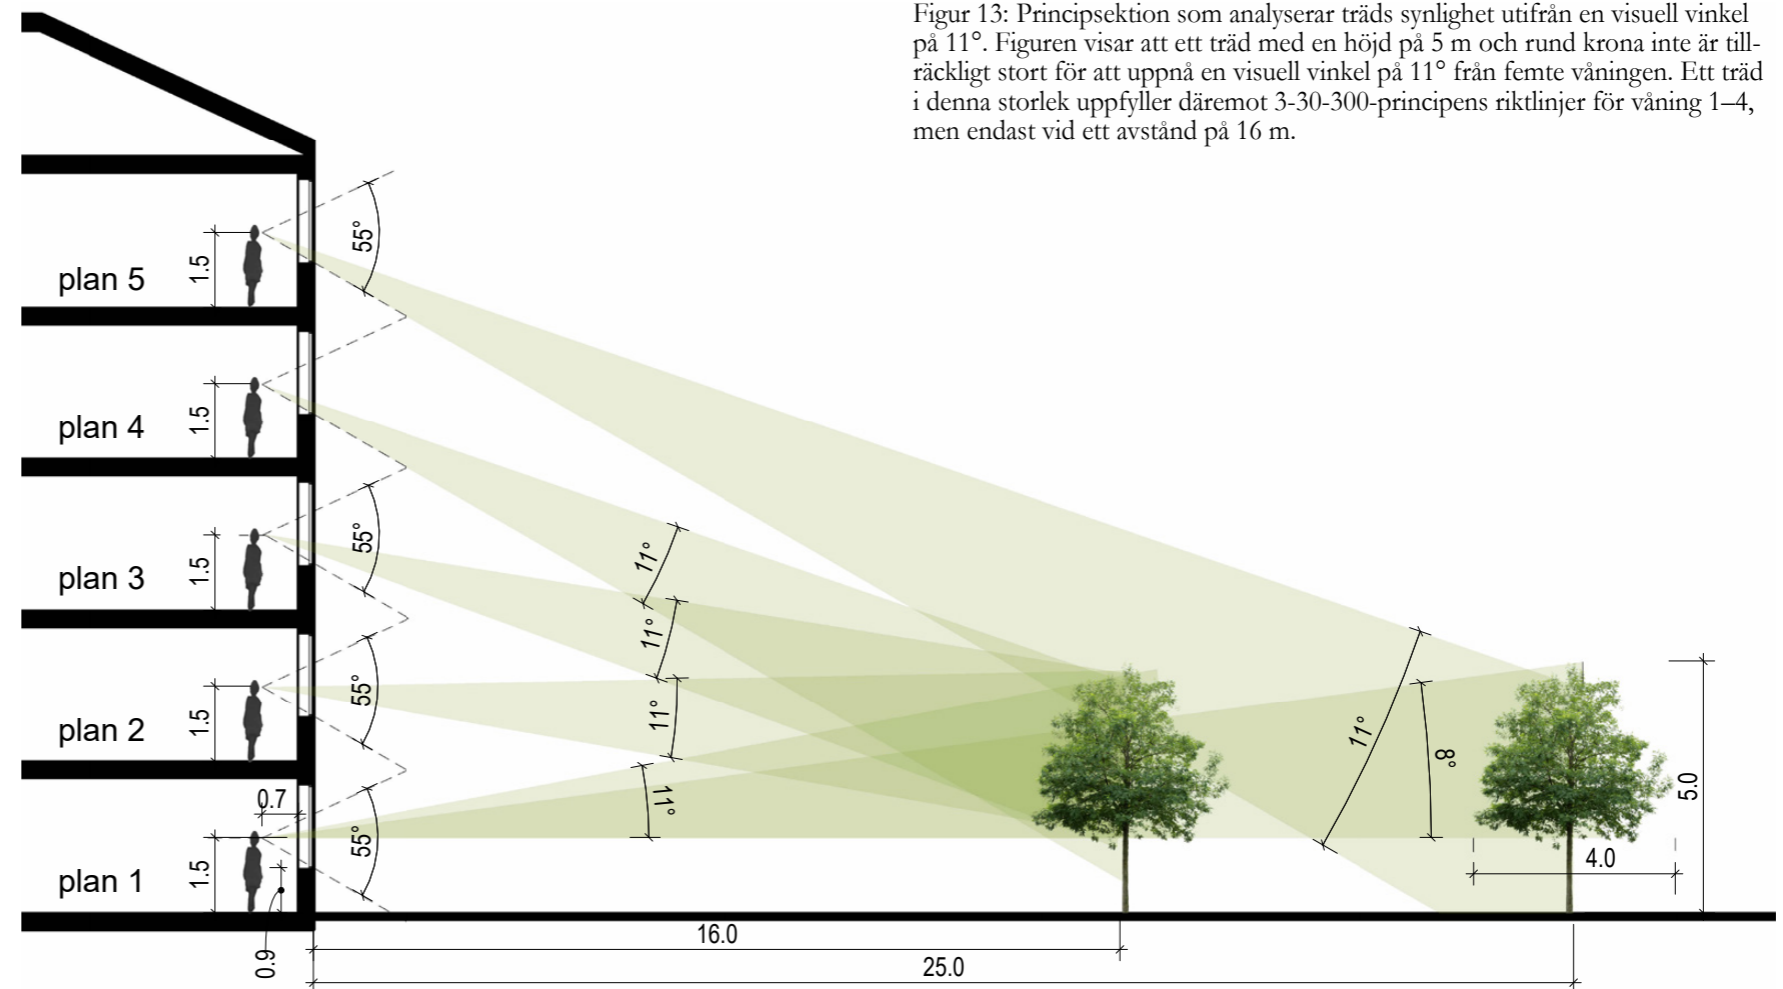 Figur 13: Principsektion som analyserar träds synlighet utifrån en visuell vinkel
på 11°. Figuren visar att ett träd med en höjd på 5 m och rund krona inte är till-
räckligt stort för att uppnå en visuell vinkel på 11° från femte våningen. Ett träd
i denna storlek uppfyller däremot 3-30-300-principens riktlinjer för våning 1–4,
men endast vid ett avstånd på 16 m.
55°
1.5
plan 5
1.5
plan 4
55°
11°
1.5
plan 3
11°
55°
1.5
11°
plan 2
11°
8°
5.0
0.7
11°
55°
1.5
4.0
plan 1
16.0
0.9
25.0